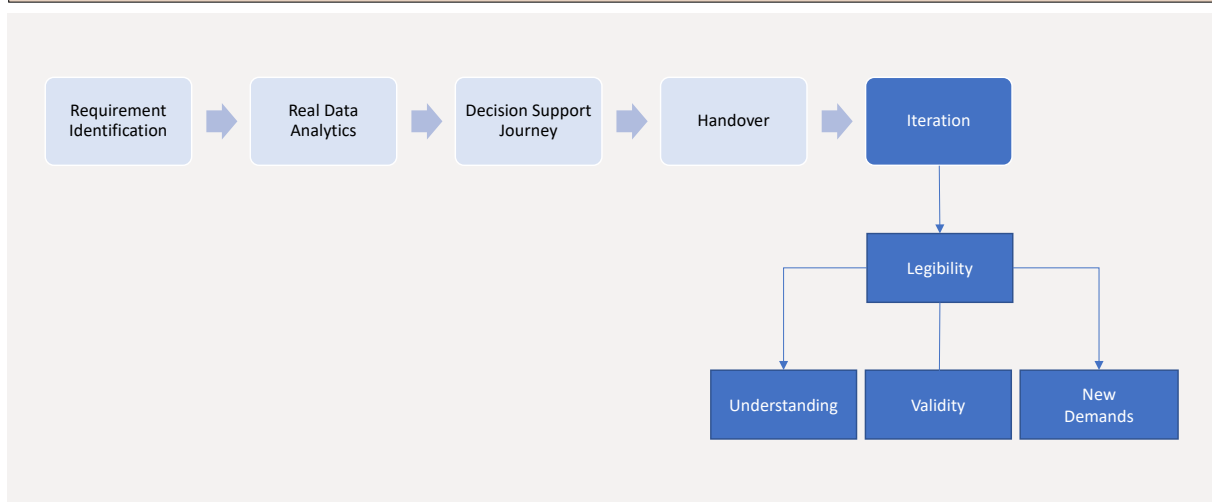 Requirement
Identification
Real Data
Analytics
Decision Support
Journey
Handover
Iteration
Legibility
Understanding
Validity
New
Demands